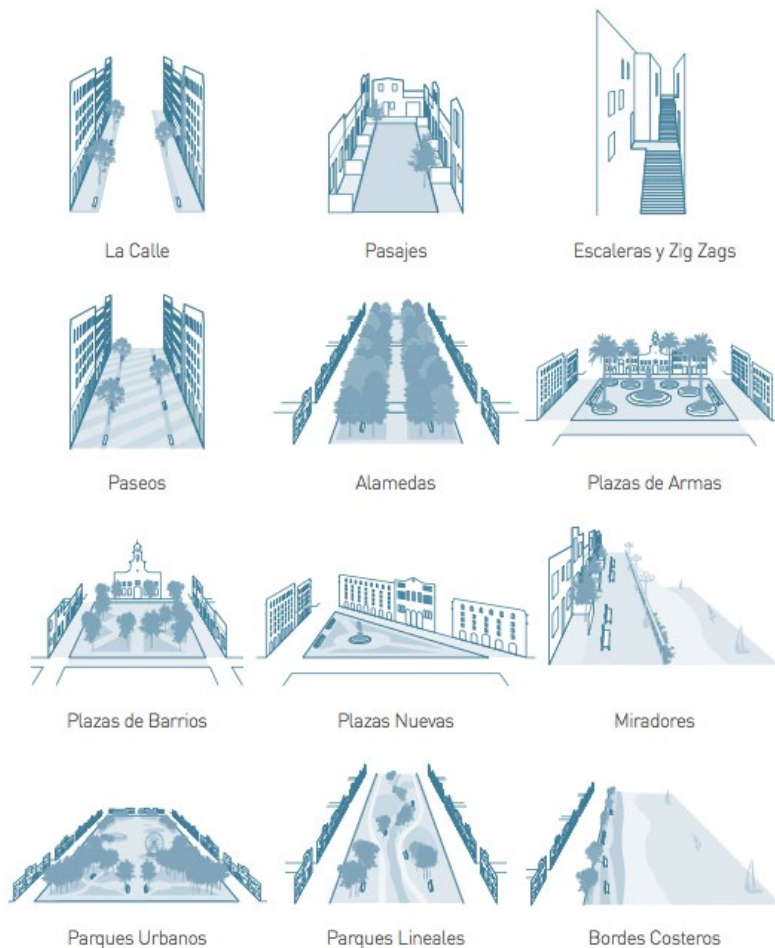 La Calle
Pasajes
Escaleras y Zig Zags
Paseos
Alamedas
Plazas de Armas
Plazas de Barrios
Plazas Nuevas
Miradores
Parques Urbanos
Parques Lineales
Bordes Costeros